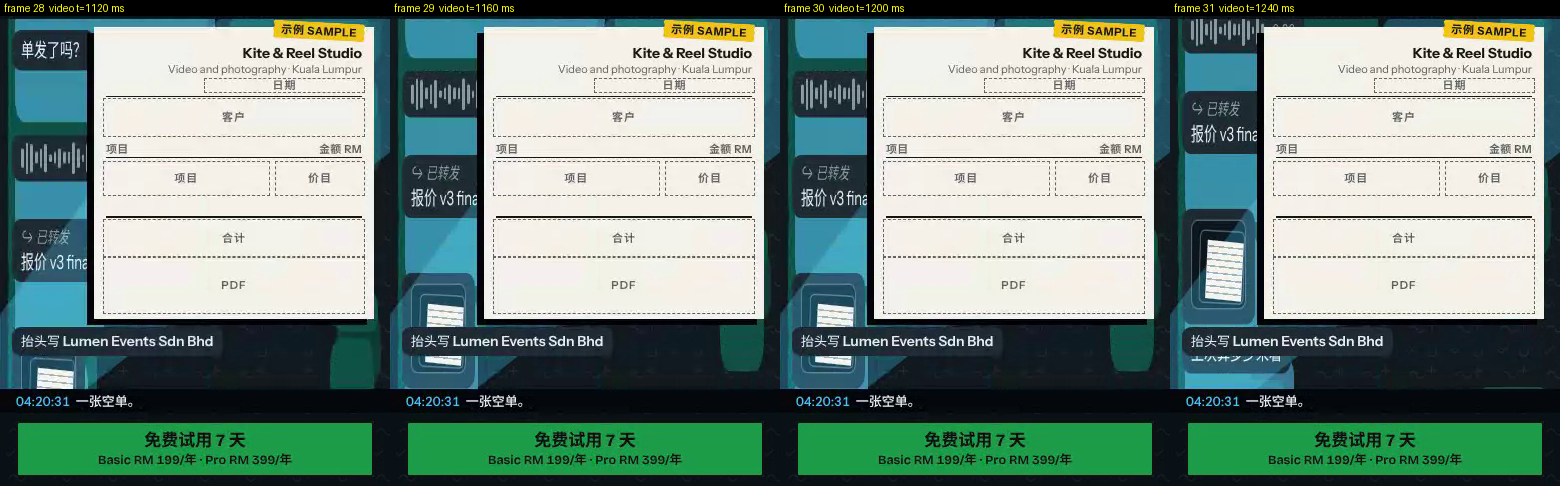 frame 28 video t=1120 ms
单发了吗?
示例 SAMPLE
Kite & Reel Studio
Video and photography · Kuala Lumpur
日期
客户
项目 金额 RM
项目 价目
已转发
报价 v3 fina
合计
PDF
抬头写 Lumen Events Sdn Bhd
04:20:31 一张空单。
免费试用 7 天
Basic RM 199/年 · Pro RM 399/年
frame 29 video t=1160 ms
示例 SAMPLE
Kite & Reel Studio
Video and photography · Kuala Lumpur
日期
客户
项目 金额 RM
已转发
报价 v3 fina
项目 价目
合计
PDF
抬头写 Lumen Events Sdn Bhd
04:20:31 一张空单。
免费试用 7 天
Basic RM 199/年 · Pro RM 399/年
frame 30 video t=1200 ms
示例 SAMPLE
Kite & Reel Studio
Video and photography · Kuala Lumpur
日期
客户
项目 金额 RM
已转发
报价 v3 fina
项目 价目
合计
PDF
抬头写 Lumen Events Sdn Bhd
04:20:31 一张空单。
免费试用 7 天
Basic RM 199/年 · Pro RM 399/年
frame 31 video t=1240 ms
示例 SAMPLE
Kite & Reel Studio
Video and photography · Kuala Lumpur
日期
已转发
报价 v3 fina
客户
项目 金额 RM
项目 价目
合计
PDF
抬头写 Lumen Events Sdn Bhd
04:20:31 一张空单。
免费试用 7 天
Basic RM 199/年 · Pro RM 399/年